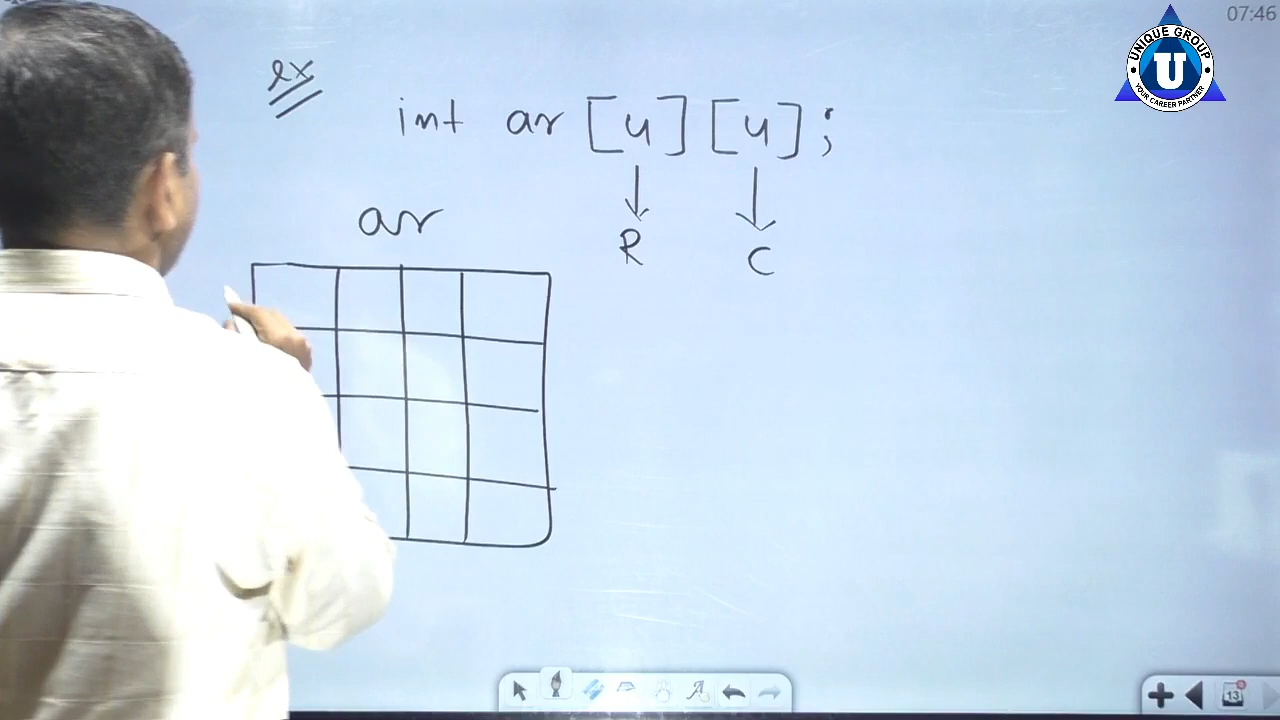 07:46
UNIQUE GROUP
U
YOUR CAREER PARTNER
ex
int ar [4] [4];
R C
ar
13